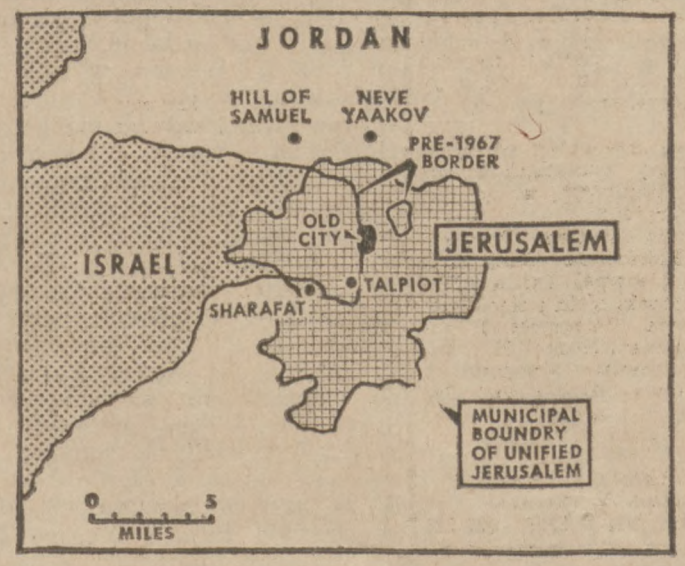 JORDAN
HILL OF
SAMUEL
NEVE
YAAKOV
PRE-1967
BORDER
OLD
CITY
JERUSALEM
ISRAEL
TALPIOT
SHARAFAT
MUNICIPAL
BOUNDRY
OF UNIFIED
JERUSALEM
0 5
MILES